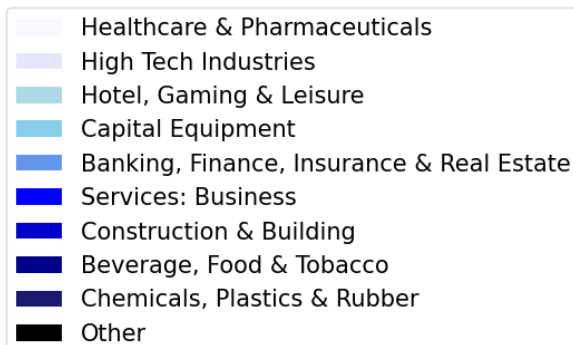 Healthcare & Pharmaceuticals
High Tech Industries
Hotel, Gaming & Leisure
Capital Equipment
Banking, Finance, Insurance & Real Estate
Services: Business
Construction & Building
Beverage, Food & Tobacco
Chemicals, Plastics & Rubber
Other